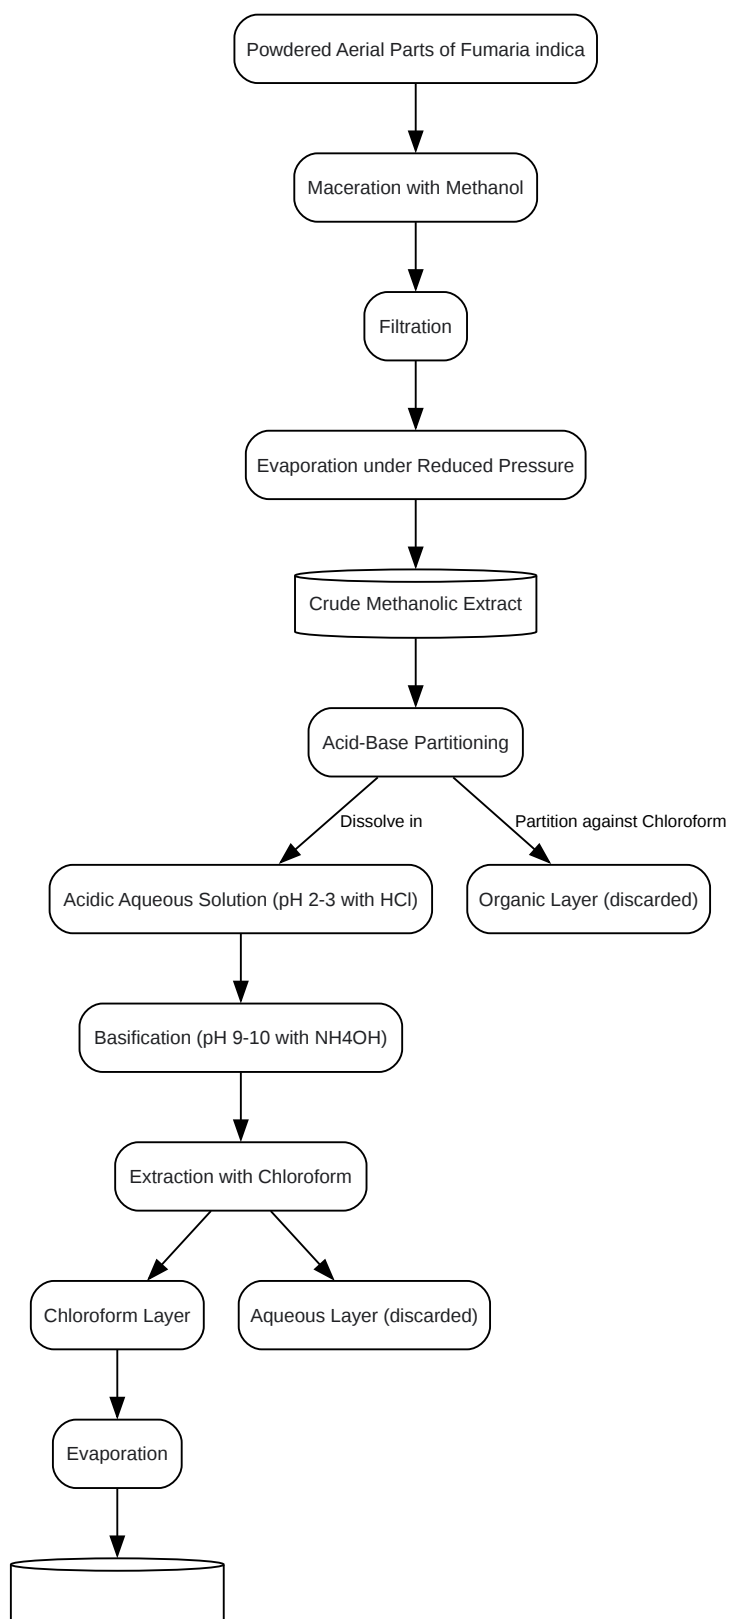 Powdered Aerial Parts of Fumaria indica
Maceration with Methanol
Filtration
Evaporation under Reduced Pressure
Crude Methanolic Extract
Acid-Base Partitioning
Dissolve in
Partition against Chloroform
Acidic Aqueous Solution (pH 2-3 with HCl)
Organic Layer (discarded)
Basification (pH 9-10 with NH4OH)
Extraction with Chloroform
Chloroform Layer
Aqueous Layer (discarded)
Evaporation